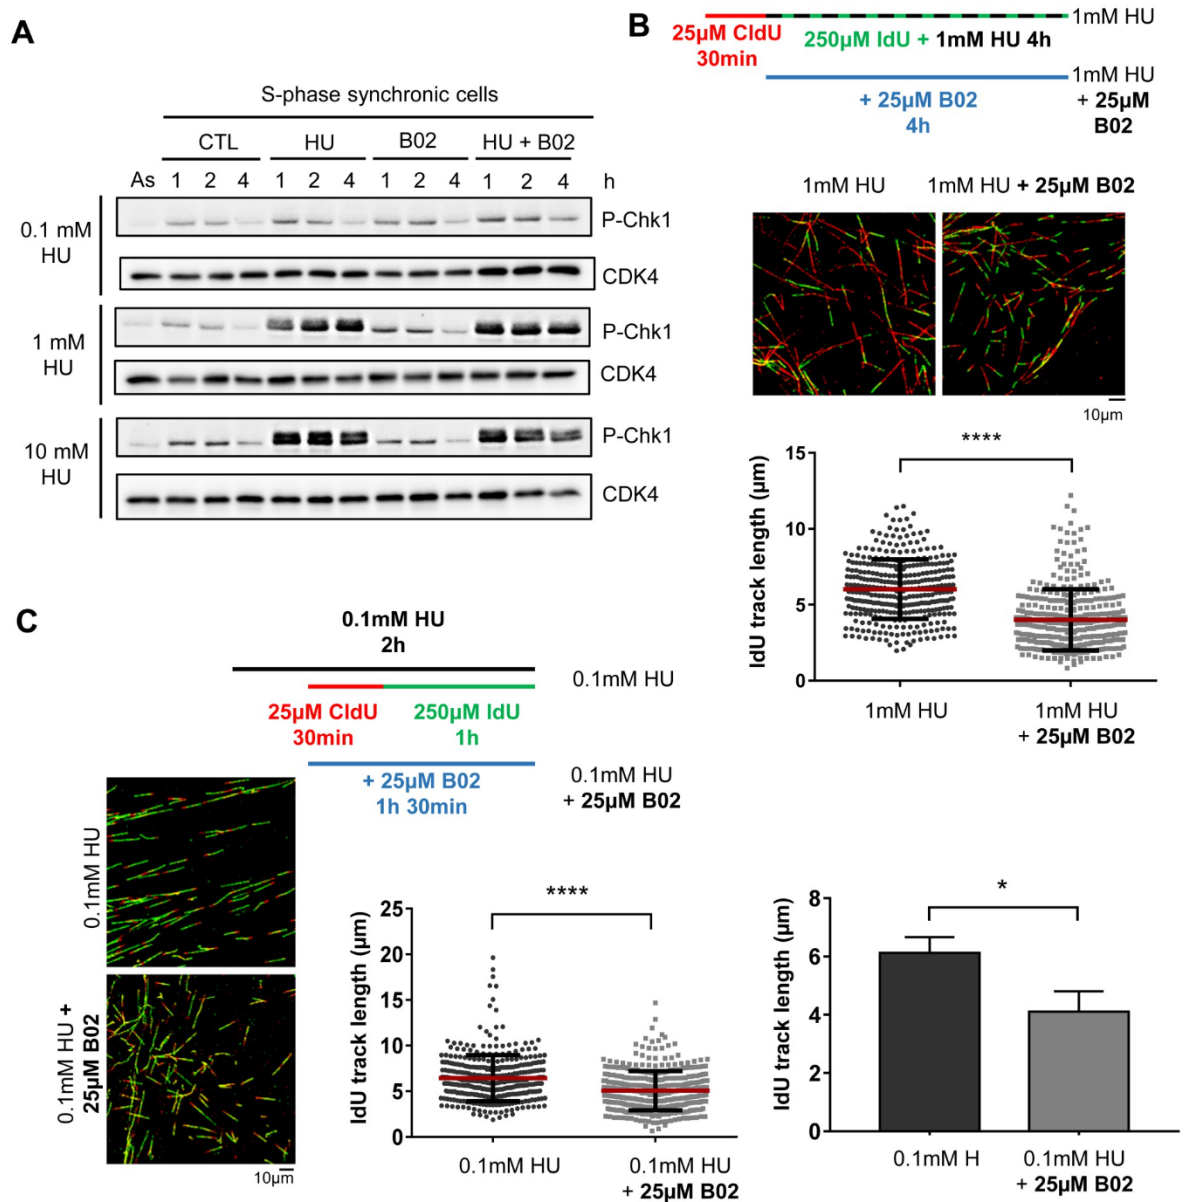 A
S-phase synchronic cells
CTL HU B02 HU + B02
As 1 2 4 1 2 4 1 2 4 1 2 4 h
0.1 mM
HU
P-Chk1
CDK4
1 mM
HU
P-Chk1
CDK4
10 mM
HU
P-Chk1
CDK4
B
1mM HU
25µM CldU
30min
250µM IdU + 1mM HU 4h
+ 25µM B02
4h
1mM HU
+ 25µM
B02
1mM HU
1mM HU + 25µM B02
10µm
****
IdU track length (µm)
15
10
5
0
1mM HU
1mM HU
+ 25µM B02
C
0.1mM HU
2h
0.1mM HU
25µM CldU
30min
250µM IdU
1h
+ 25µM B02
1h 30min
0.1mM HU
+ 25µM B02
0.1mM HU
0.1mM HU +
25µM B02
10µm
****
IdU track length (µm)
25
20
15
10
5
0
0.1mM HU
0.1mM HU
+ 25µM B02
*
IdU track length (µm)
8
6
4
2
0
0.1mM H
0.1mM HU
+ 25µM B02